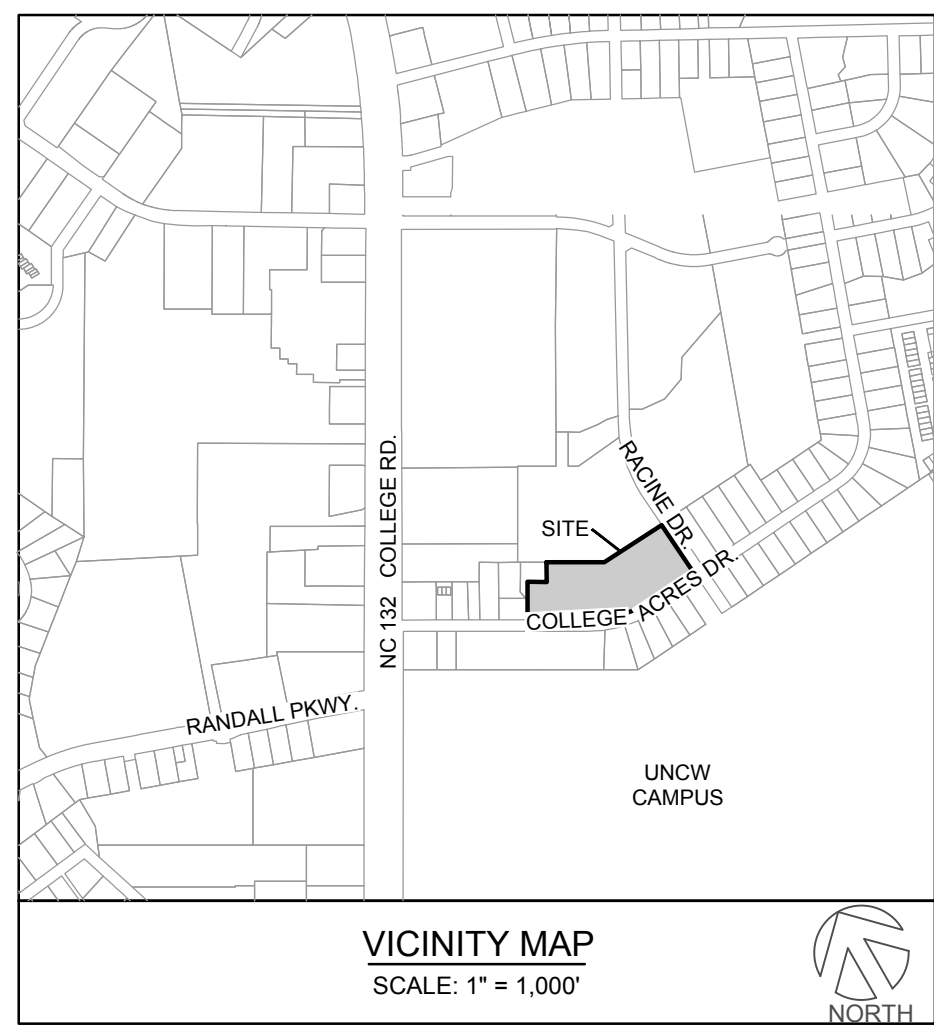 RACINE DR.
NC 132 COLLEGE RD.
SITE
COLLEGE ACRES DR.
RANDALL PKWY.
UNCW
CAMPUS
VICINITY MAP
SCALE: 1" = 1,000'
NORTH